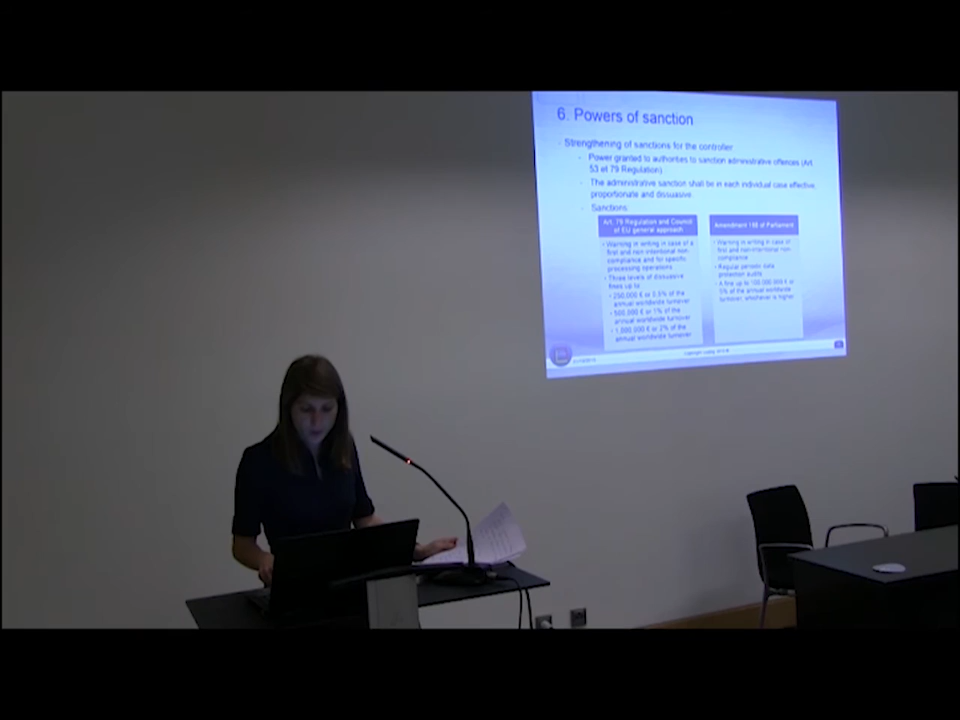 6. Powers of sanction
Strengthening of sanctions for the controller
Power granted to authorities to sanction administrative offences (Art.
53 et 79 Regulation)
The administrative sanction shall be in each individual case effective,
proportionate and dissuasive.
Sanctions:
Art. 79 Regulation and Council
of EU general approach
• Warning in writing in case of a
first and non-intentional non-
compliance and for specific
processing operations
• Three levels of dissuasive
fines up to
• 250,000 € or 0.5% of the
annual worldwide turnover
• 500,000 € or 1% of the
annual worldwide turnover
• 1,000,000 € or 2% of the
annual worldwide turnover
Amendment 188 of Parliament
• Warning in writing in case of
first and non-intentional non-
compliance
• Regular periodic data
protection audits
• A fine up to 100,000,000 € or
5% of the annual worldwide
turnover, whichever is higher
Copyright